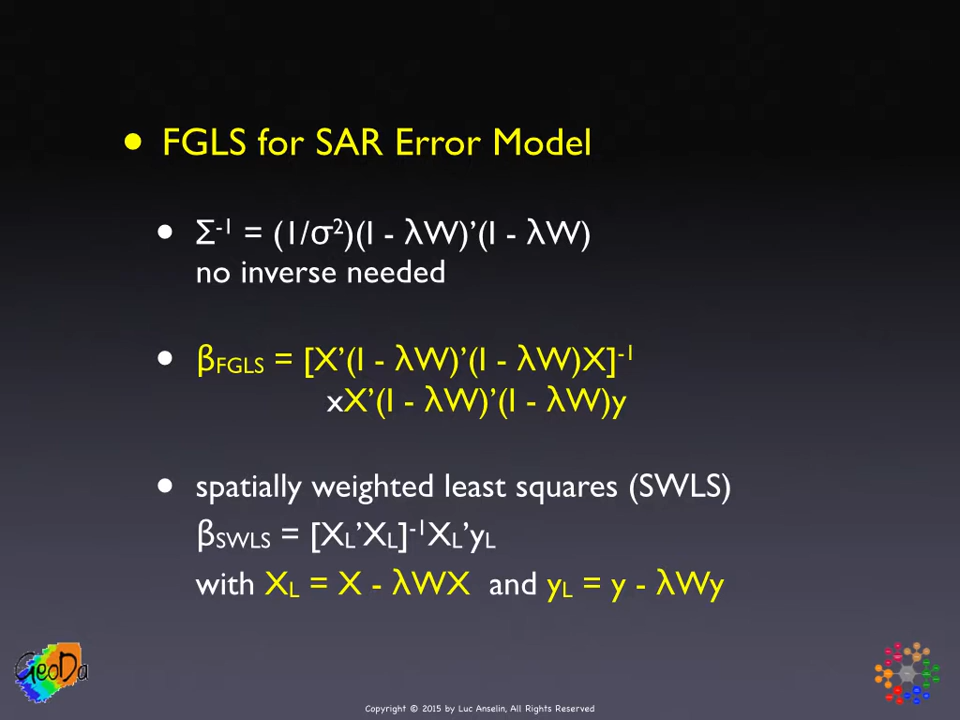 • FGLS for SAR Error Model
• Σ⁻¹ = (1/σ²)(I - λW)’(I - λW)
no inverse needed
• βFGLS = [X’(I - λW)’(I - λW)X]⁻¹
xX’(I - λW)’(I - λW)y
• spatially weighted least squares (SWLS)
βSWLS = [XL’XL]⁻¹XL’yL
with XL = X - λWX and yL = y - λWy
GeoDa
Copyright © 2015 by Luc Anselin, All Rights Reserved